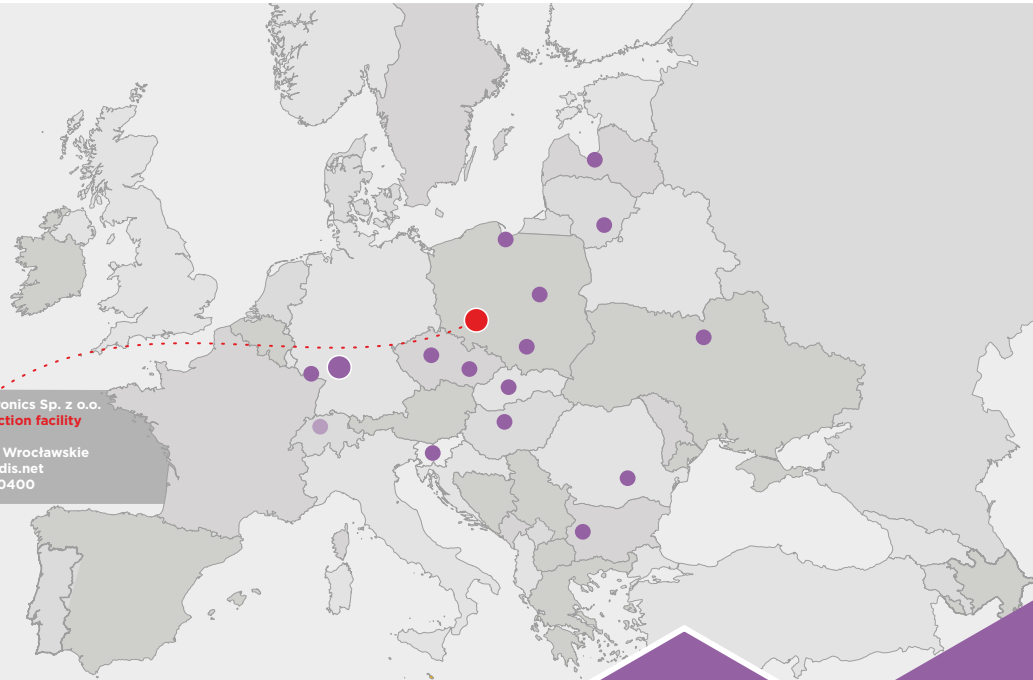 onics Sp. z o.o.
ction facility
Wrocławskie
dis.net
0400